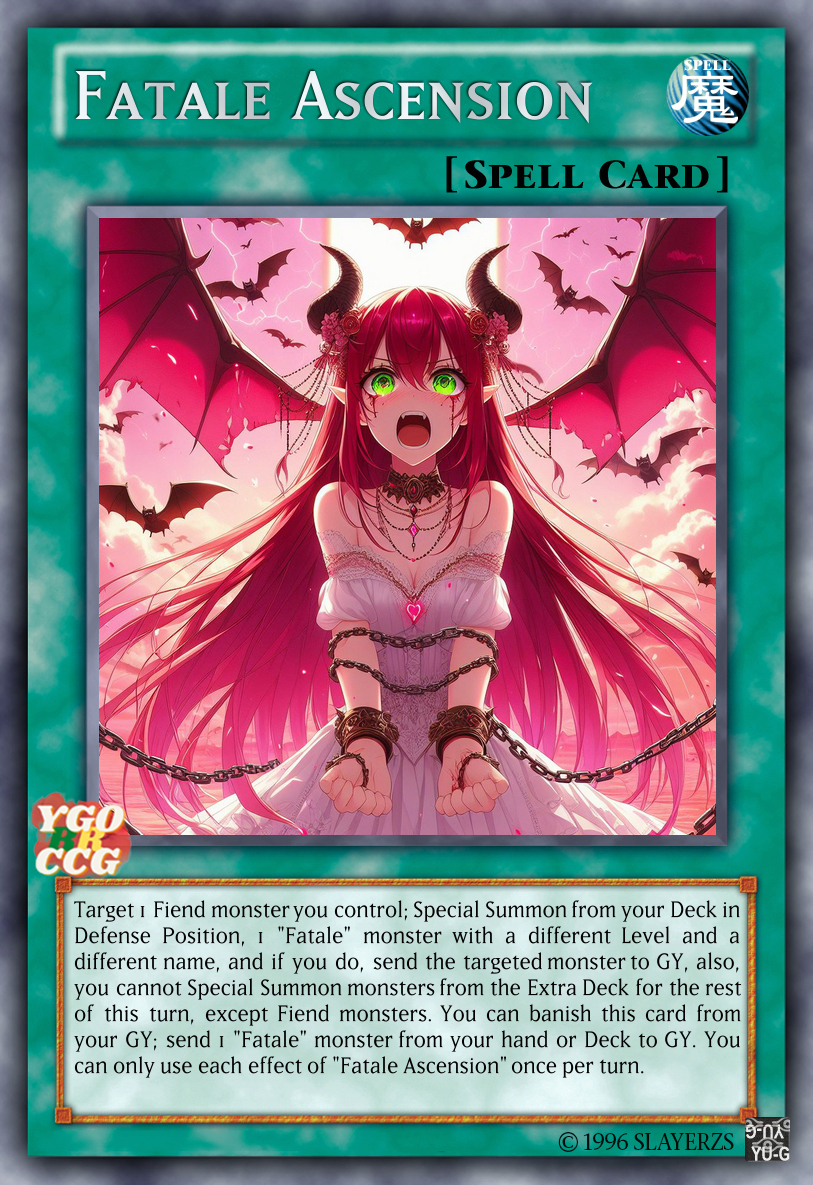 Fatale Ascension
SPELL
魔
[Spell Card]
YGO
RR
CCG
Target 1 Fiend monster you control; Special Summon from your Deck in
Defense Position, 1 "Fatale" monster with a different Level and a
different name, and if you do, send the targeted monster to GY, also,
you cannot Special Summon monsters from the Extra Deck for the rest
of this turn, except Fiend monsters. You can banish this card from
your GY; send 1 "Fatale" monster from your hand or Deck to GY. You
can only use each effect of "Fatale Ascension" once per turn.
© 1996 SLAYERZS
YU-G